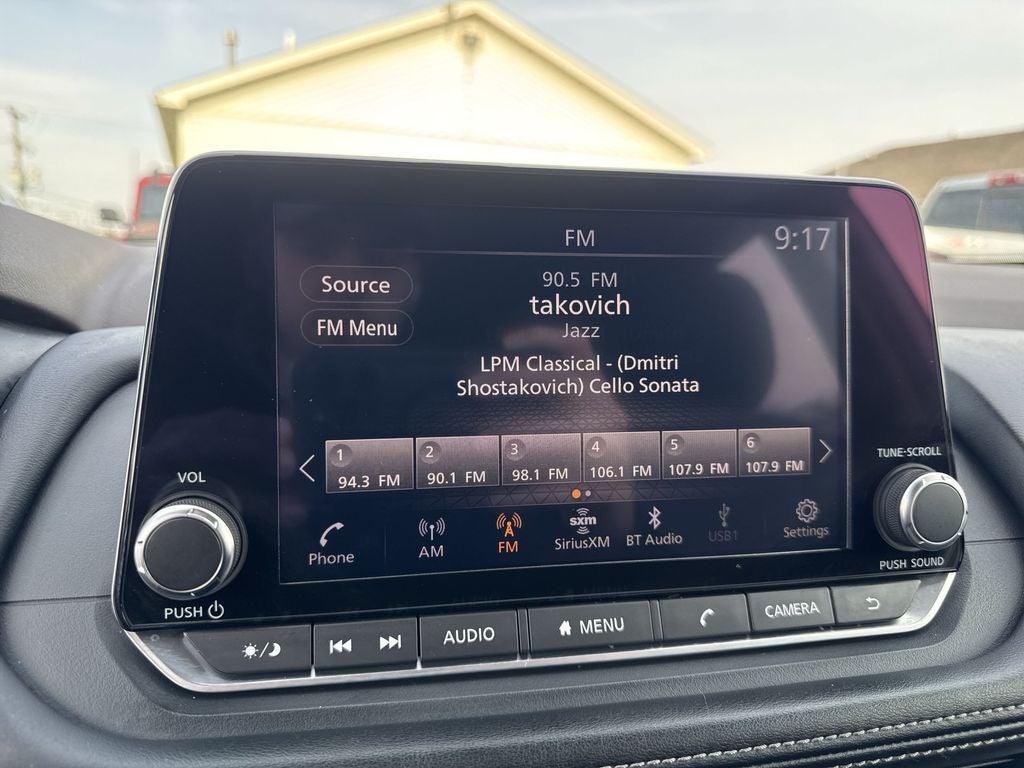 FM
9:17
Source
FM Menu
90.5 FM
takovich
Jazz
LPM Classical - (Dmitri
Shostakovich) Cello Sonata
1 94.3 FM
2 90.1 FM
3 98.1 FM
4 106.1 FM
5 107.9 FM
6 107.9 FM
Phone
AM
FM
sxm
SiriusXM
BT Audio
USB1
Settings
VOL
PUSH
TUNE·SCROLL
PUSH SOUND
AUDIO
MENU
CAMERA